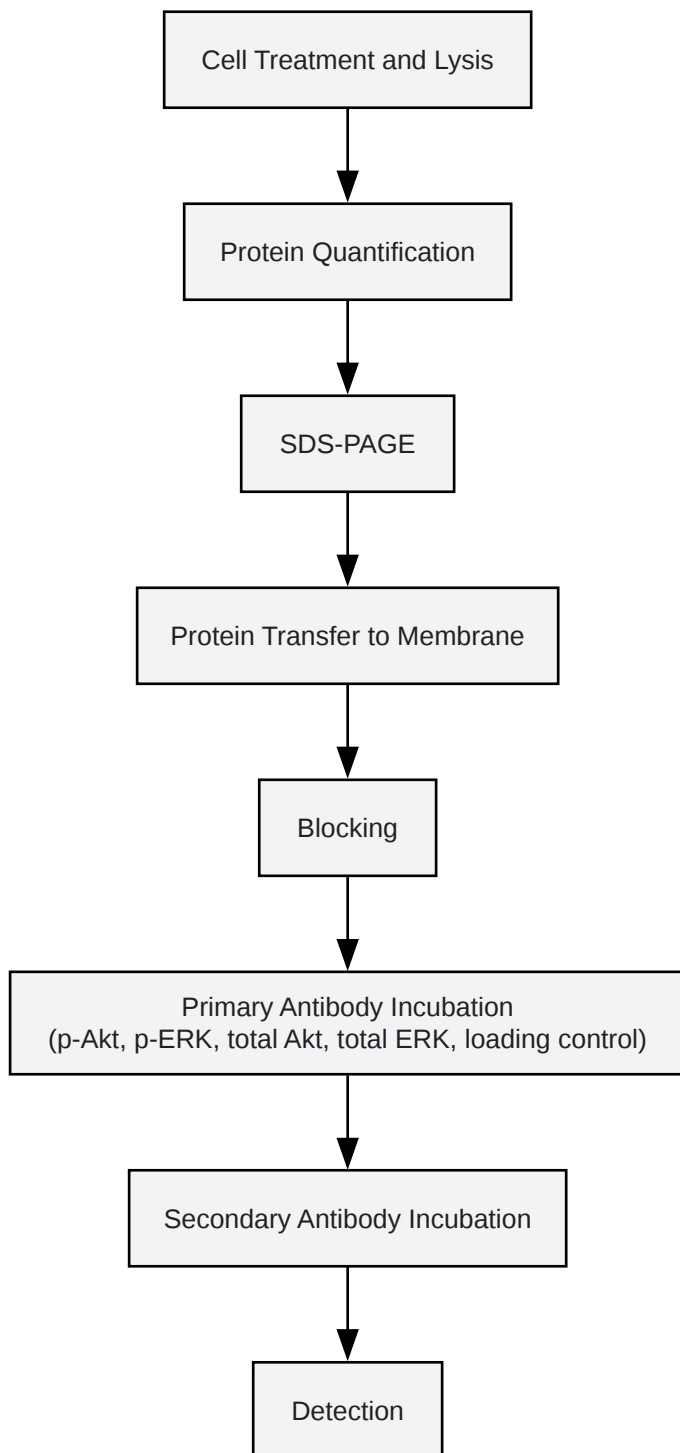 Cell Treatment and Lysis
Protein Quantification
SDS-PAGE
Protein Transfer to Membrane
Blocking
Primary Antibody Incubation
(p-Akt, p-ERK, total Akt, total ERK, loading control)
Secondary Antibody Incubation
Detection